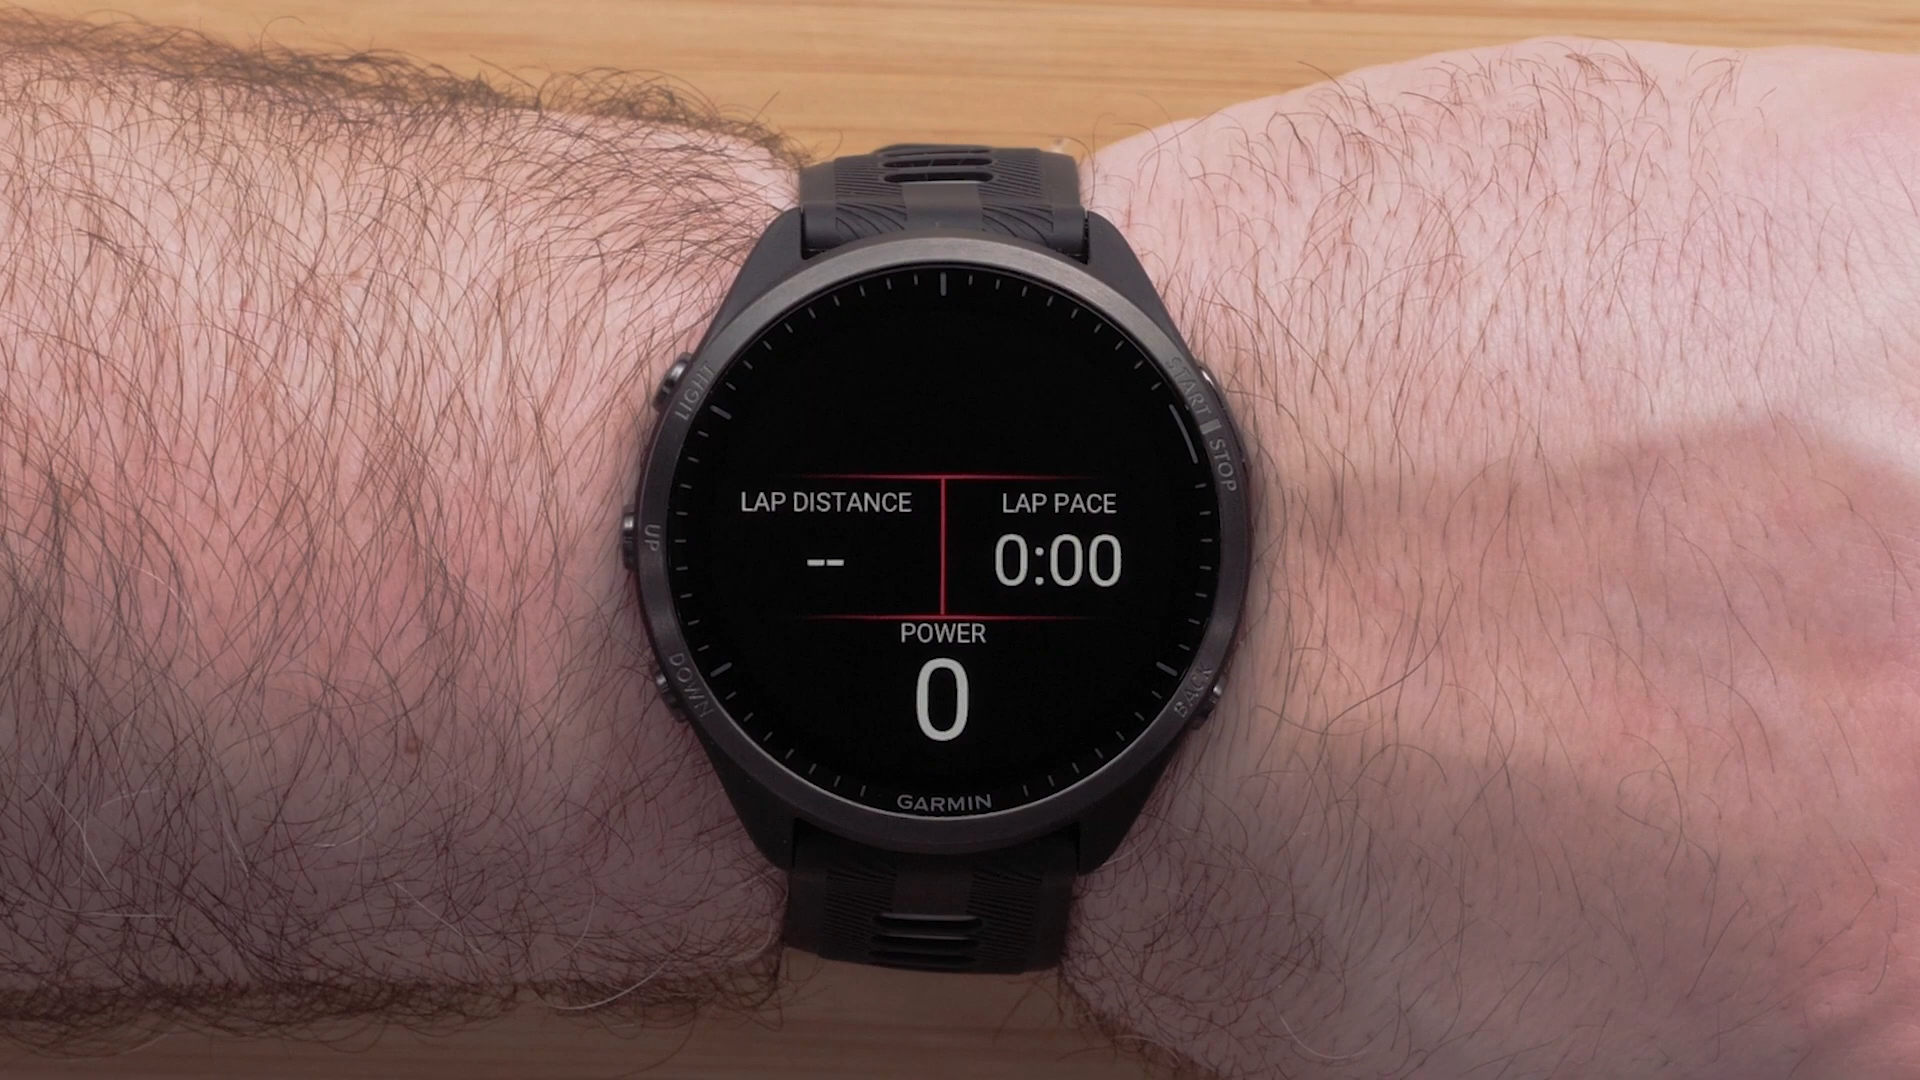 LIGHT
START
STOP
LAP DISTANCE
LAP PACE
--
0:00
UP
POWER
0
DOWN
BACK
GARMIN